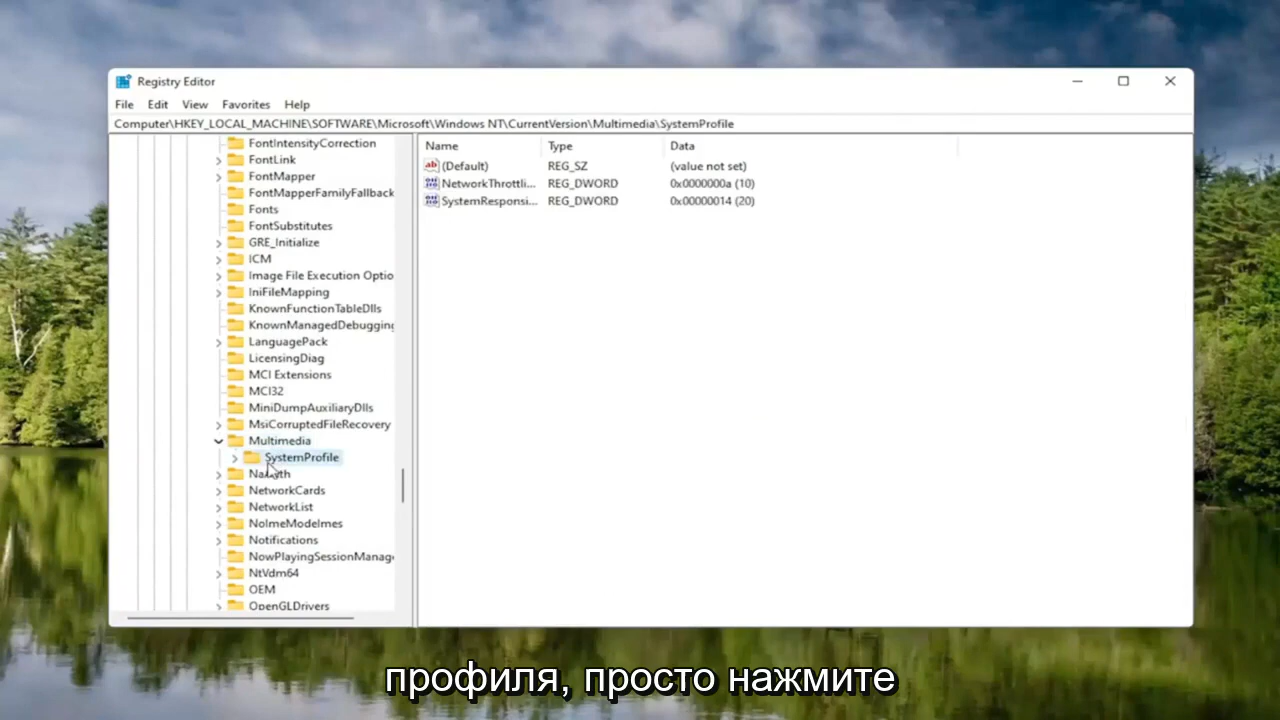 Registry Editor
File Edit View Favorites Help
Computer\HKEY_LOCAL_MACHINE\SOFTWARE\Microsoft\Windows NT\CurrentVersion\Multimedia\SystemProfile
FontIntensityCorrection
FontLink
FontMapper
FontMapperFamilyFallback
Fonts
FontSubstitutes
GRE_Initialize
ICM
Image File Execution Optio
IniFileMapping
KnownFunctionTableDlls
KnownManagedDebugging
LanguagePack
LicensingDiag
MCI Extensions
MCI32
MiniDumpAuxiliaryDlls
MsiCorruptedFileRecovery
Multimedia
SystemProfile
NetworkCards
NetworkList
NoImeModeImes
Notifications
NowPlayingSessionManage
NtVdm64
OEM
OpenGLDrivers
Name Type Data
ab (Default) REG_SZ (value not set)
NetworkThrottli... REG_DWORD 0x0000000a (10)
SystemResponsi... REG_DWORD 0x00000014 (20)
профиля, просто нажмите